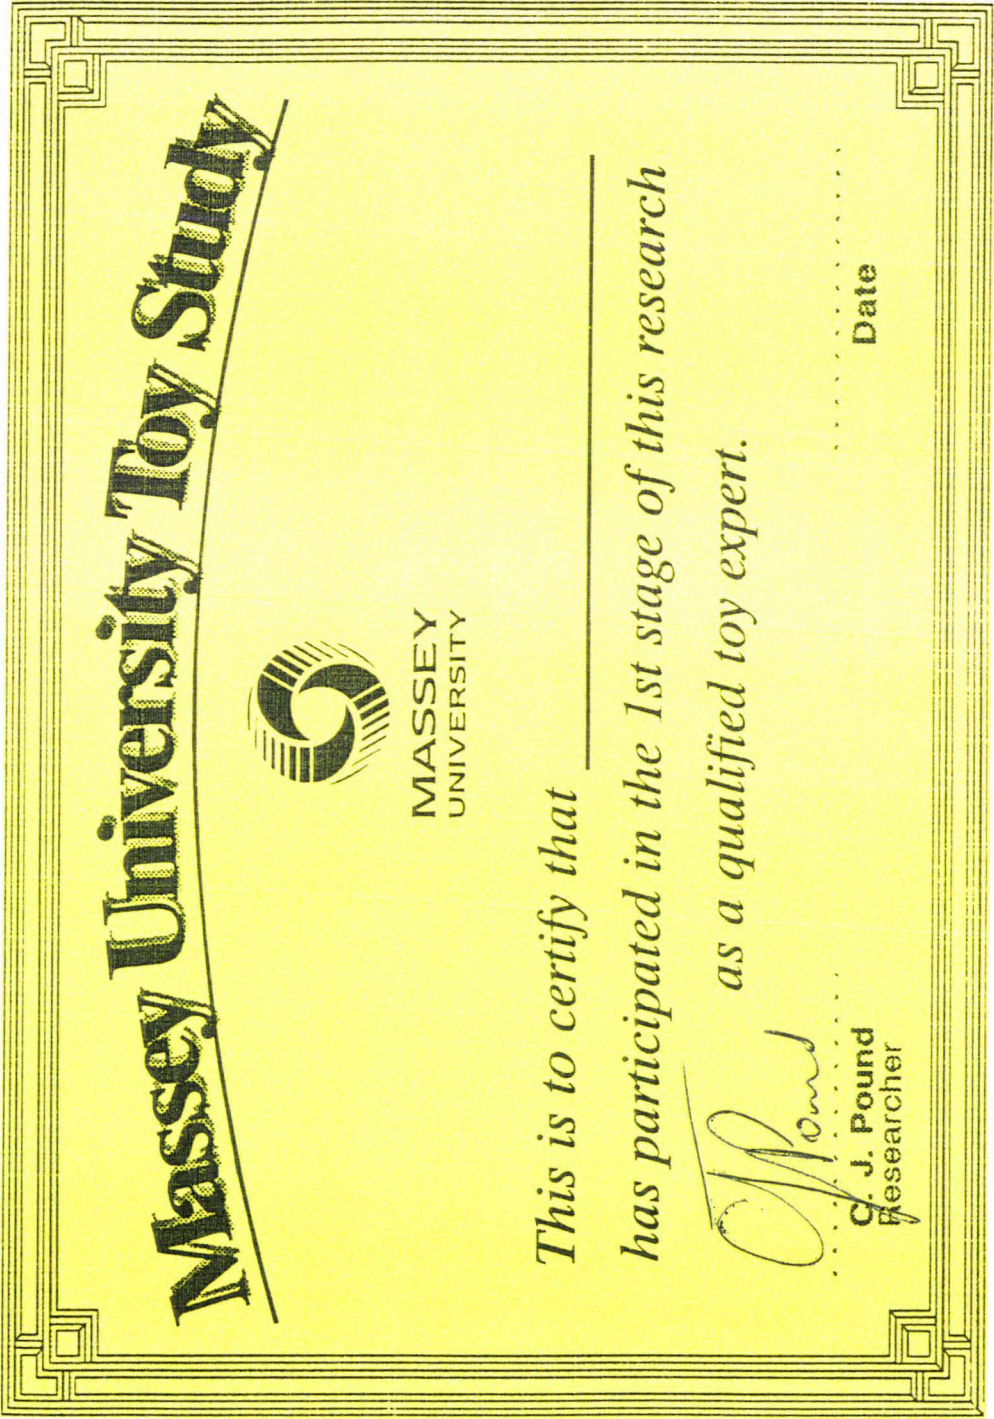 Massey University Toy Study
MASSEY
UNIVERSITY
This is to certify that
has participated in the 1st stage of this research
as a qualified toy expert.
C. J. Pound
Researcher
Date